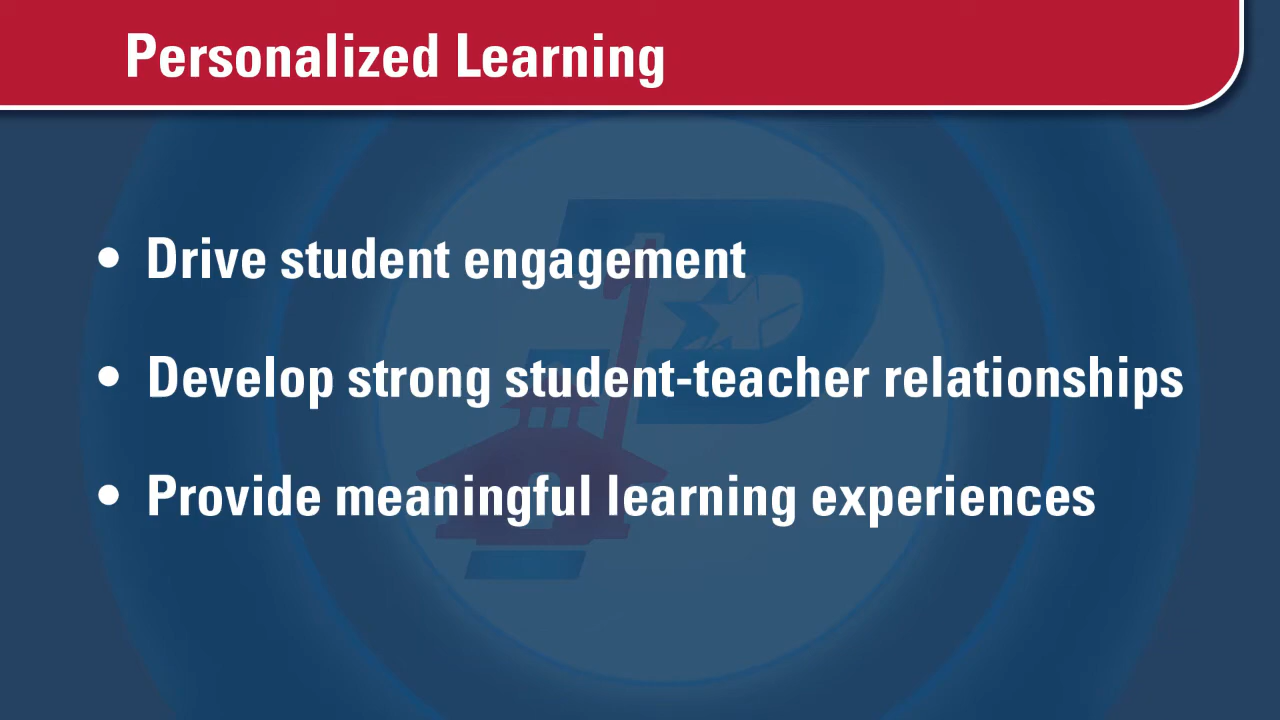 Personalized Learning
• Drive student engagement
• Develop strong student-teacher relationships
• Provide meaningful learning experiences